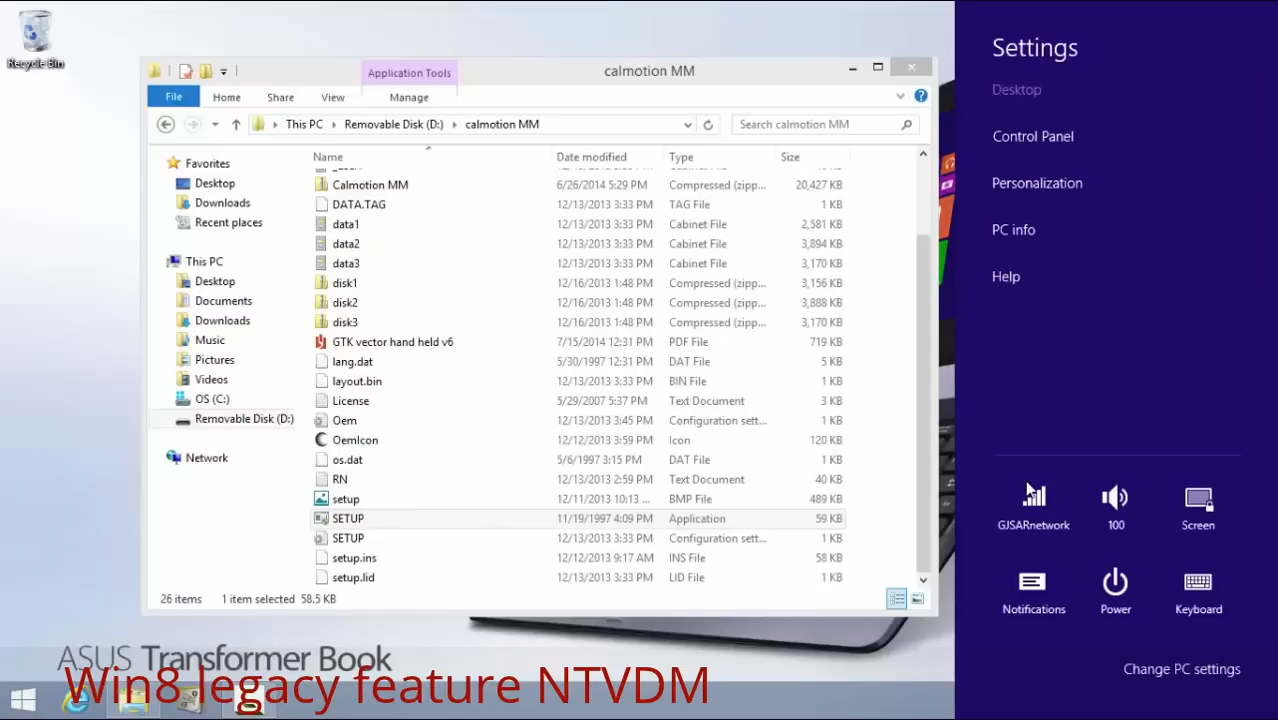 Recycle Bin
Application Tools
calmotion MM
File
Home
Share
View
Manage
This PC
Removable Disk (D:)
calmotion MM
Search calmotion MM
Favorites
Desktop
Downloads
Recent places
This PC
Desktop
Documents
Downloads
Music
Pictures
Videos
OS (C:)
Removable Disk (D:)
Network
Name Date modified Type Size
Calmotion MM 6/26/2014 5:29 PM Compressed (zipp... 20,427 KB
DATA.TAG 12/13/2013 3:33 PM TAG File 1 KB
data1 12/13/2013 3:33 PM Cabinet File 2,581 KB
data2 12/13/2013 3:33 PM Cabinet File 3,894 KB
data3 12/13/2013 3:33 PM Cabinet File 3,170 KB
disk1 12/16/2013 1:48 PM Compressed (zipp... 3,156 KB
disk2 12/16/2013 1:48 PM Compressed (zipp... 3,888 KB
disk3 12/16/2013 1:48 PM Compressed (zipp... 3,170 KB
GTK vector hand held v6 7/15/2014 12:31 PM PDF File 719 KB
lang.dat 5/30/1997 12:31 PM DAT File 5 KB
layout.bin 12/13/2013 3:33 PM BIN File 1 KB
License 5/29/2007 5:37 PM Text Document 3 KB
Oem 12/13/2013 3:45 PM Configuration sett... 1 KB
OemIcon 12/12/2013 3:59 PM Icon 120 KB
os.dat 5/6/1997 3:15 PM DAT File 1 KB
RN 12/13/2013 2:59 PM Text Document 40 KB
setup 12/11/2013 10:13 ... BMP File 489 KB
SETUP 11/19/1997 4:09 PM Application 59 KB
SETUP 12/13/2013 3:33 PM Configuration sett... 1 KB
setup.ins 12/12/2013 9:17 AM INS File 58 KB
setup.lid 12/13/2013 3:33 PM LID File 1 KB
26 items 1 item selected 58.5 KB
Settings
Desktop
Control Panel
Personalization
PC info
Help
GJSARnetwork
100
Screen
Notifications
Power
Keyboard
Change PC settings
ASUS Transformer Book
Win8 legacy feature NTVDM